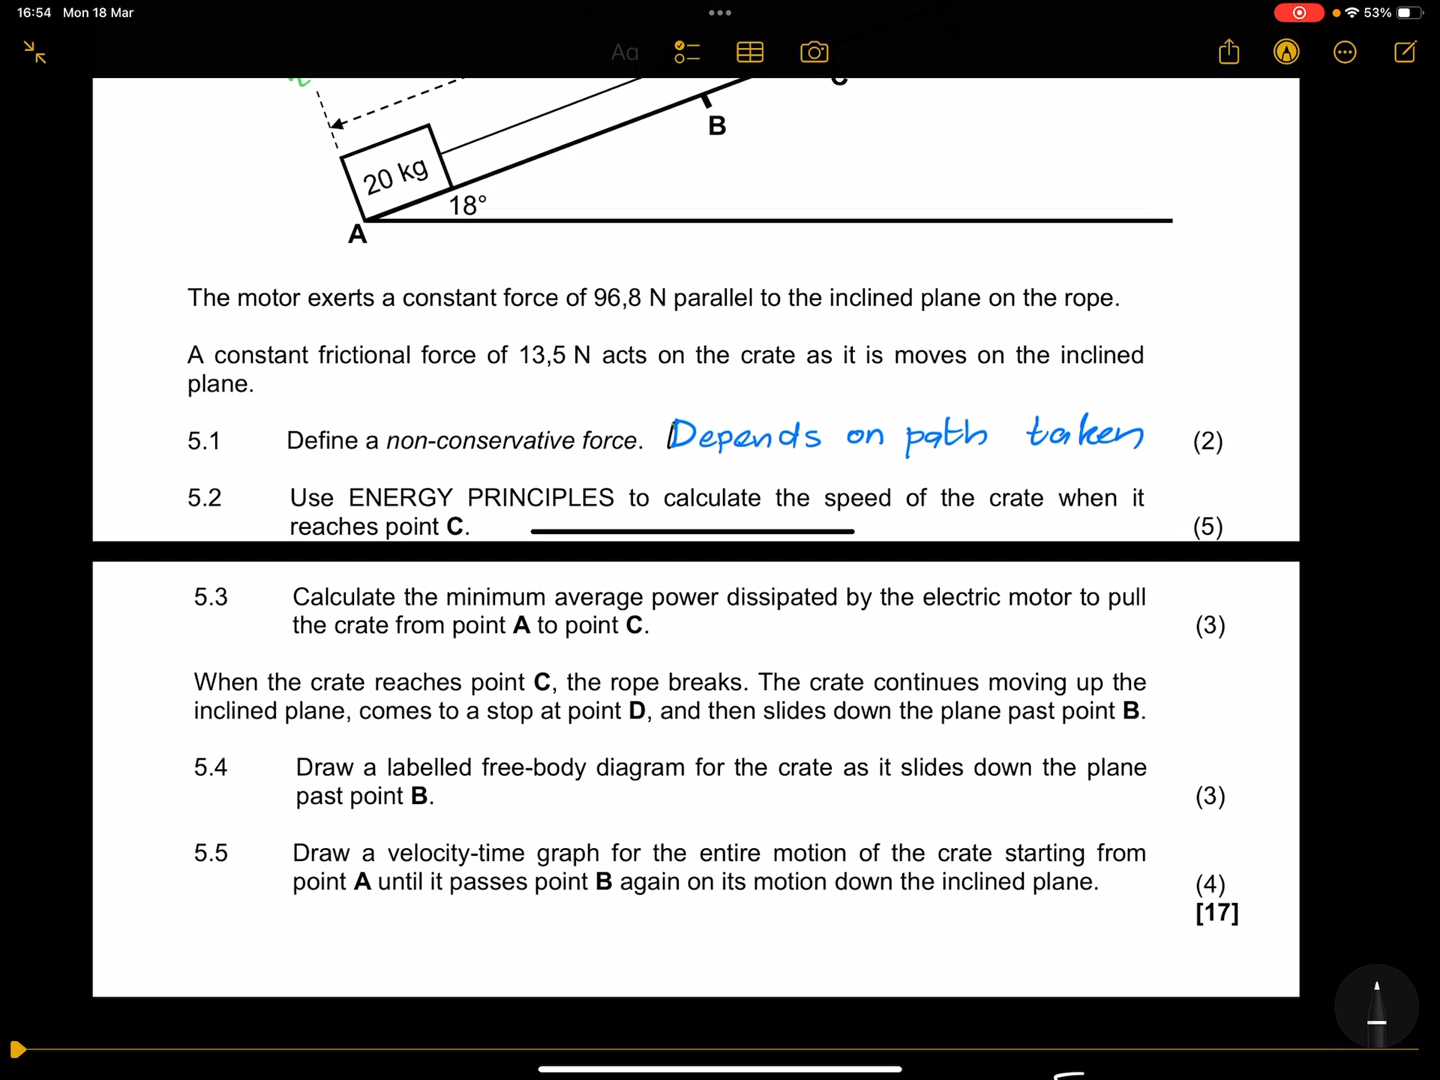 16:54 Mon 18 Mar
53%
Aa
C
B
20 kg
18°
A
The motor exerts a constant force of 96,8 N parallel to the inclined plane on the rope.
A constant frictional force of 13,5 N acts on the crate as it is moves on the inclined
plane.
5.1 Define a non-conservative force. Depends on path taken (2)
5.2 Use ENERGY PRINCIPLES to calculate the speed of the crate when it
reaches point C. (5)
5.3 Calculate the minimum average power dissipated by the electric motor to pull
the crate from point A to point C. (3)
When the crate reaches point C, the rope breaks. The crate continues moving up the
inclined plane, comes to a stop at point D, and then slides down the plane past point B.
5.4 Draw a labelled free-body diagram for the crate as it slides down the plane
past point B. (3)
5.5 Draw a velocity-time graph for the entire motion of the crate starting from
point A until it passes point B again on its motion down the inclined plane. (4)
[17]